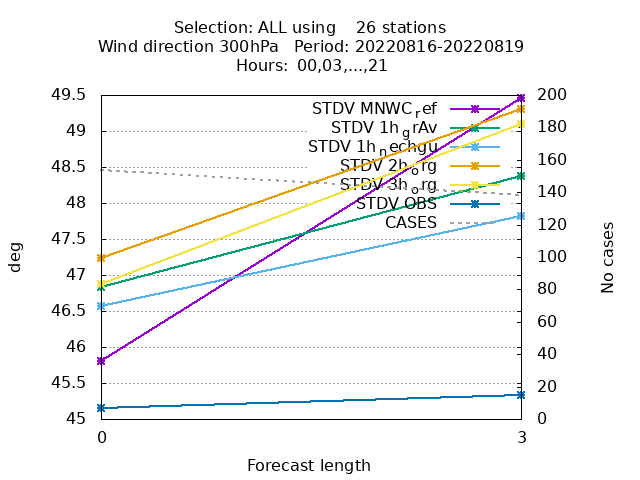 Selection: ALL using 26 stations
Wind direction 300hPa Period: 20220816-20220819
Hours: 00,03,...,21
49.5
49
48.5
48
47.5
47
46.5
46
45.5
45
deg
STDV MNWC_ref
STDV 1h_grAv
STDV 1h_nechgu
STDV 2h_org
STDV 3h_org
STDV OBS
CASES
200
180
160
140
120
100
80
60
40
20
0
No cases
0 3
Forecast length